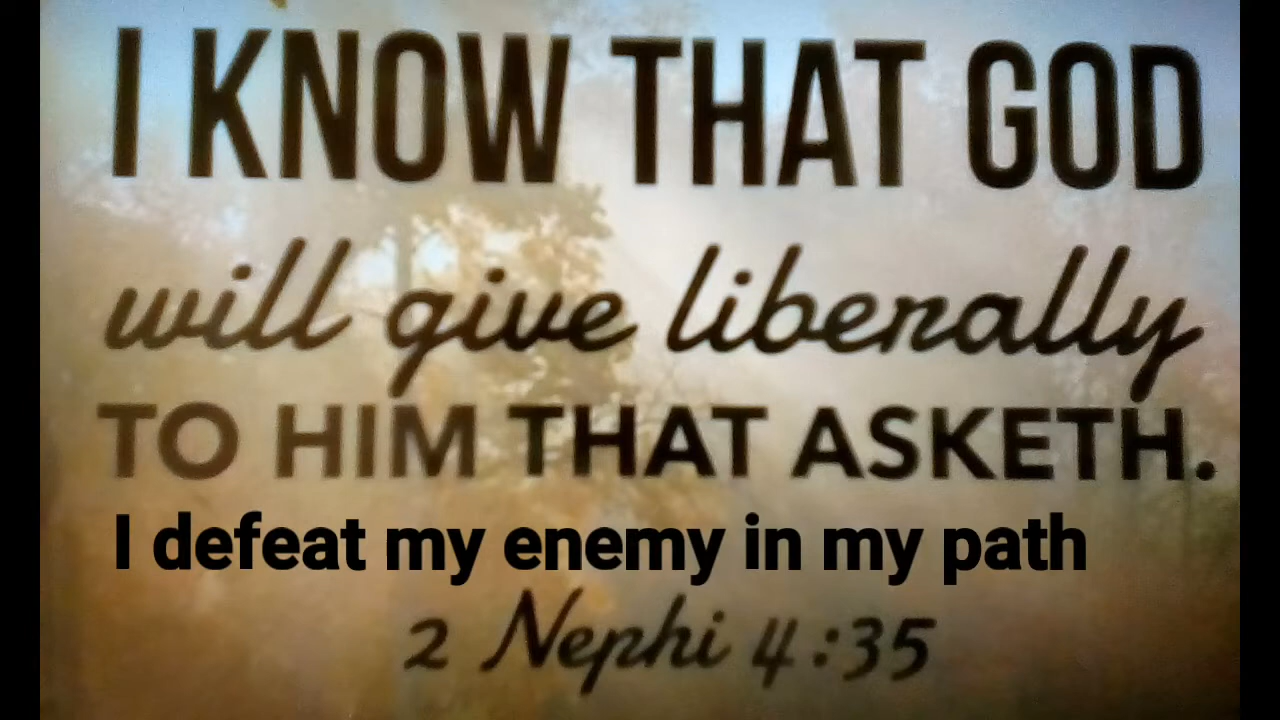 I KNOW THAT GOD
will give liberally
TO HIM THAT ASKETH.
I defeat my enemy in my path
2 Nephi 4:35